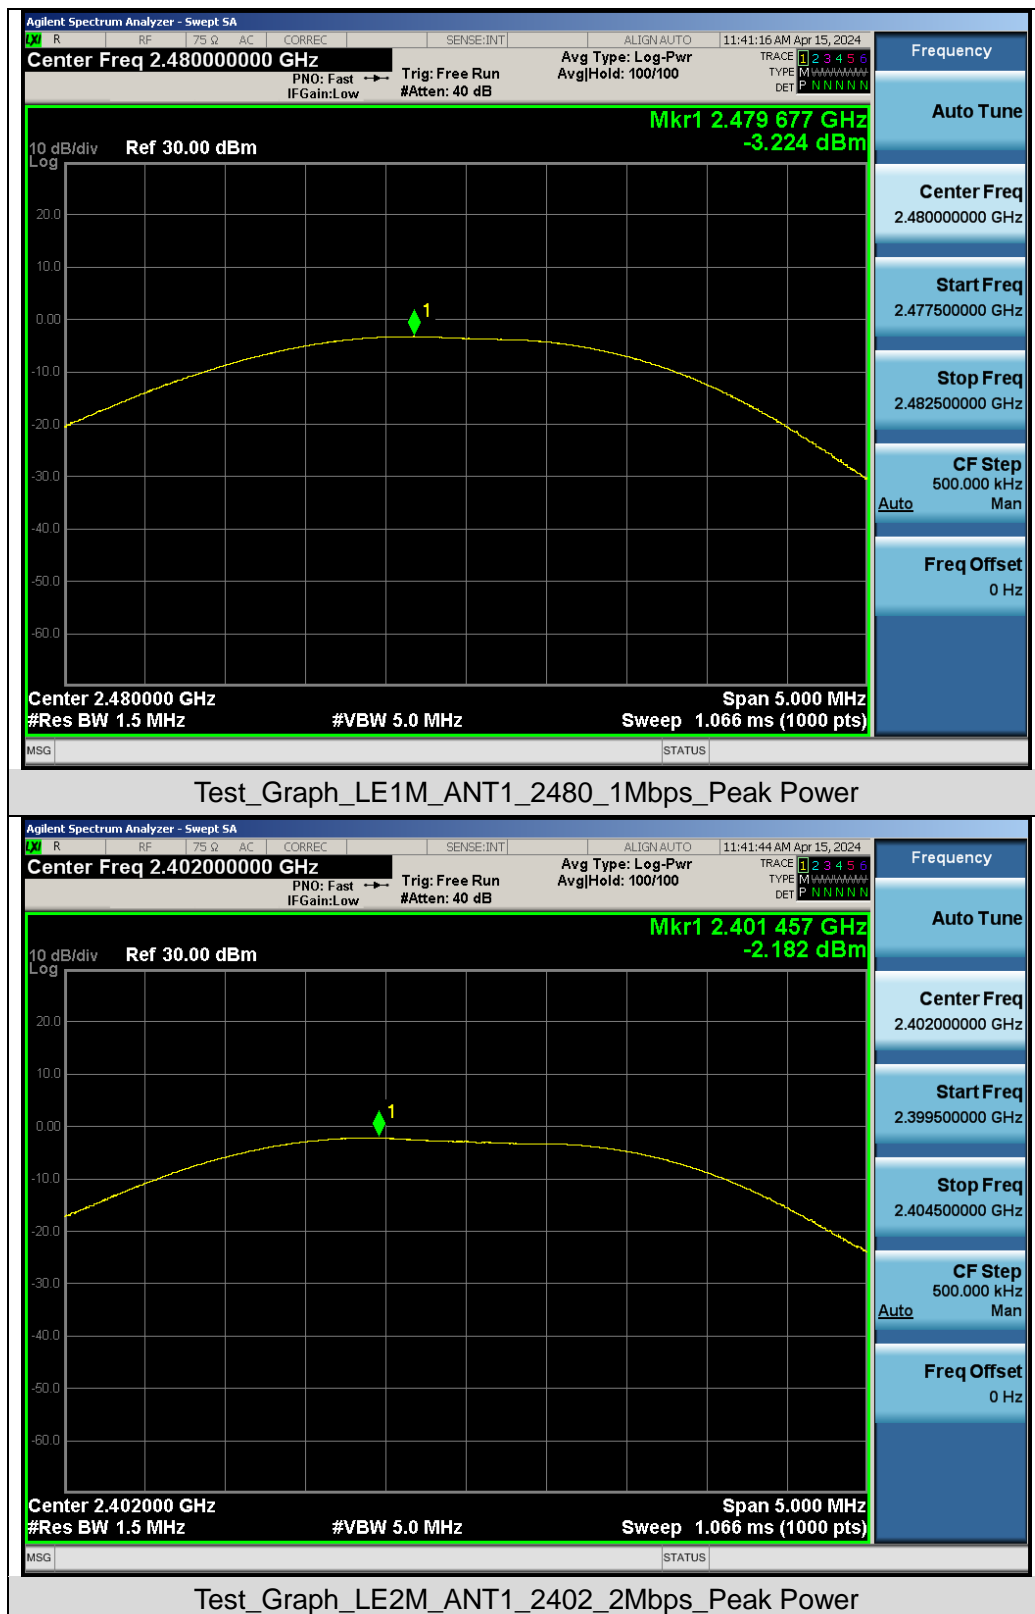 Agilent Spectrum Analyzer - Swept SA
LXI R RF 75 Ω AC CORREC SENSE:INT ALIGN AUTO 11:41:16 AM Apr 15, 2024
Center Freq 2.480000000 GHz
PNO: Fast
IFGain:Low
Trig: Free Run
#Atten: 40 dB
Avg Type: Log-Pwr
Avg|Hold: 100/100
TRACE 1 2 3 4 5 6
TYPE M WWWWW
DET P N N N N N
Mkr1 2.479 677 GHz
-3.224 dBm
10 dB/div Ref 30.00 dBm
Log
20.0
10.0
0.00
-10.0
-20.0
-30.0
-40.0
-50.0
-60.0
1
Center 2.480000 GHz Span 5.000 MHz
#Res BW 1.5 MHz #VBW 5.0 MHz Sweep 1.066 ms (1000 pts)
MSG STATUS
Frequency
Auto Tune
Center Freq
2.480000000 GHz
Start Freq
2.477500000 GHz
Stop Freq
2.482500000 GHz
CF Step
500.000 kHz
Auto Man
Freq Offset
0 Hz
Test_Graph_LE1M_ANT1_2480_1Mbps_Peak Power
Agilent Spectrum Analyzer - Swept SA
LXI R RF 75 Ω AC CORREC SENSE:INT ALIGN AUTO 11:41:44 AM Apr 15, 2024
Center Freq 2.402000000 GHz
PNO: Fast
IFGain:Low
Trig: Free Run
#Atten: 40 dB
Avg Type: Log-Pwr
Avg|Hold: 100/100
TRACE 1 2 3 4 5 6
TYPE M WWWWW
DET P N N N N N
Mkr1 2.401 457 GHz
-2.182 dBm
10 dB/div Ref 30.00 dBm
Log
20.0
10.0
0.00
-10.0
-20.0
-30.0
-40.0
-50.0
-60.0
1
Center 2.402000 GHz Span 5.000 MHz
#Res BW 1.5 MHz #VBW 5.0 MHz Sweep 1.066 ms (1000 pts)
MSG STATUS
Frequency
Auto Tune
Center Freq
2.402000000 GHz
Start Freq
2.399500000 GHz
Stop Freq
2.404500000 GHz
CF Step
500.000 kHz
Auto Man
Freq Offset
0 Hz
Test_Graph_LE2M_ANT1_2402_2Mbps_Peak Power